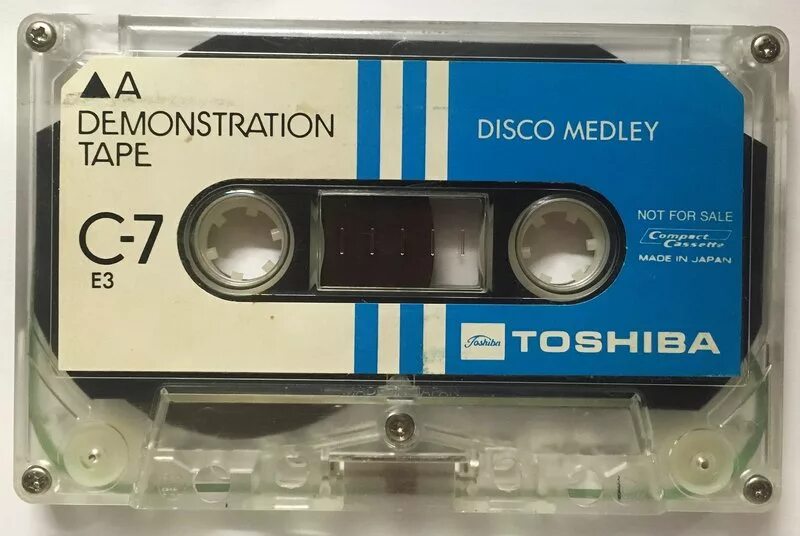 ▲A
DEMONSTRATION
TAPE
C-7
E3
DISCO MEDLEY
NOT FOR SALE
Compact
Cassette
MADE IN JAPAN
Toshiba TOSHIBA